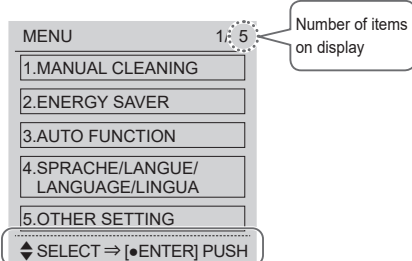 MENU 1/ 5
Number of items
on display
1.MANUAL CLEANING
2.ENERGY SAVER
3.AUTO FUNCTION
4.SPRACHE/LANGUE/
LANGUAGE/LINGUA
5.OTHER SETTING
◆SELECT ⇒ [●ENTER] PUSH